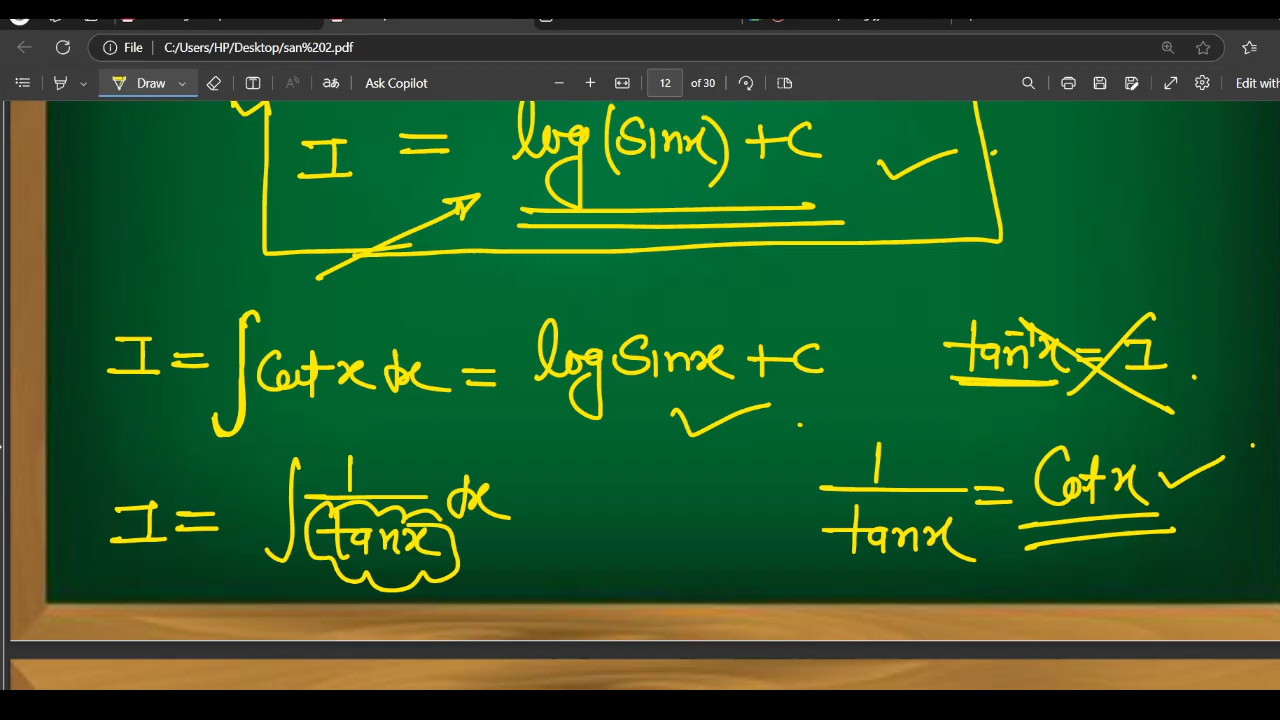 File | C:/Users/HP/Desktop/san%202.pdf
Draw Ask Copilot 12 of 30 Edit with
I = log(sinx) + c
I = ∫ Cotx dx = log sinx + c
tan⁻¹x = I
I = ∫ 1/tanx dx
1/tanx = Cotx